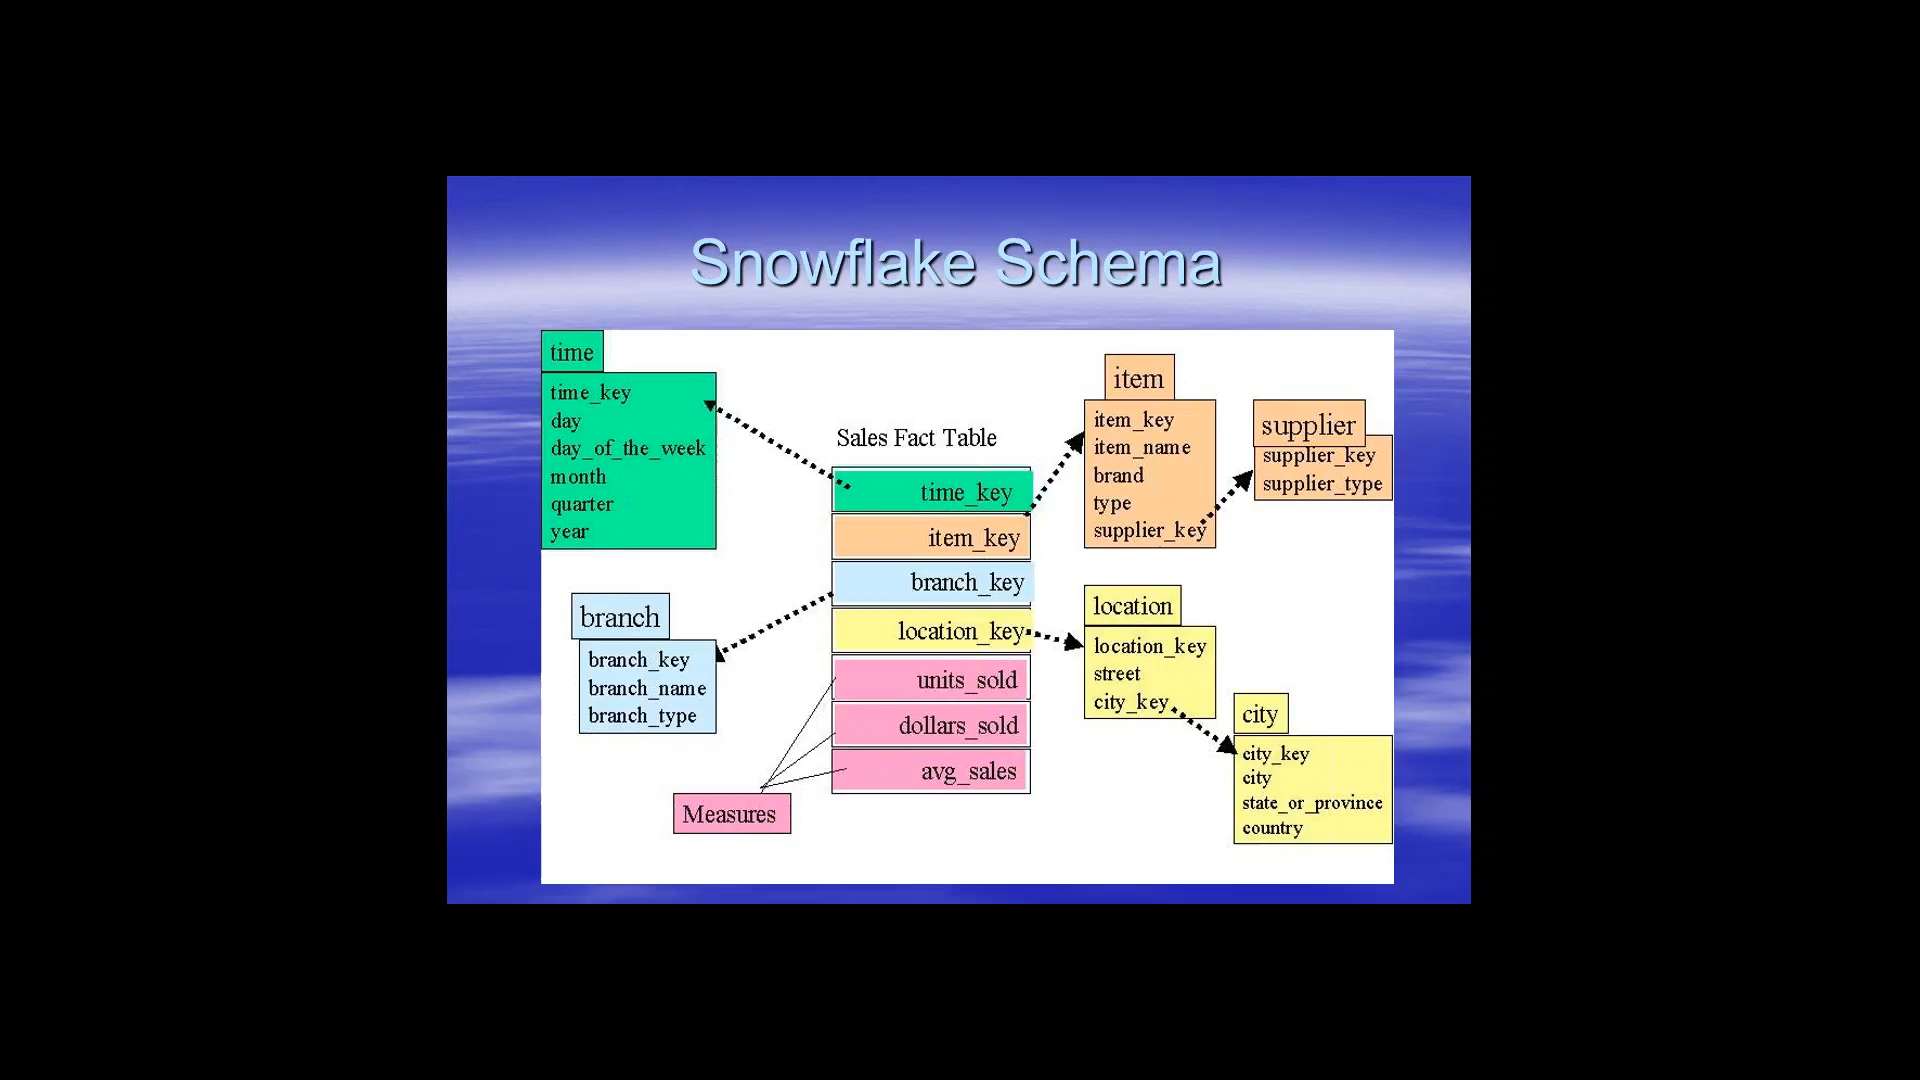 Snowflake Schema
time
time_key
day
day_of_the_week
month
quarter
year
branch
branch_key
branch_name
branch_type
Sales Fact Table
time_key
item_key
branch_key
location_key
units_sold
dollars_sold
avg_sales
Measures
item
item_key
item_name
brand
type
supplier_key
supplier
supplier_key
supplier_type
location
location_key
street
city_key
city
city_key
city
state_or_province
country